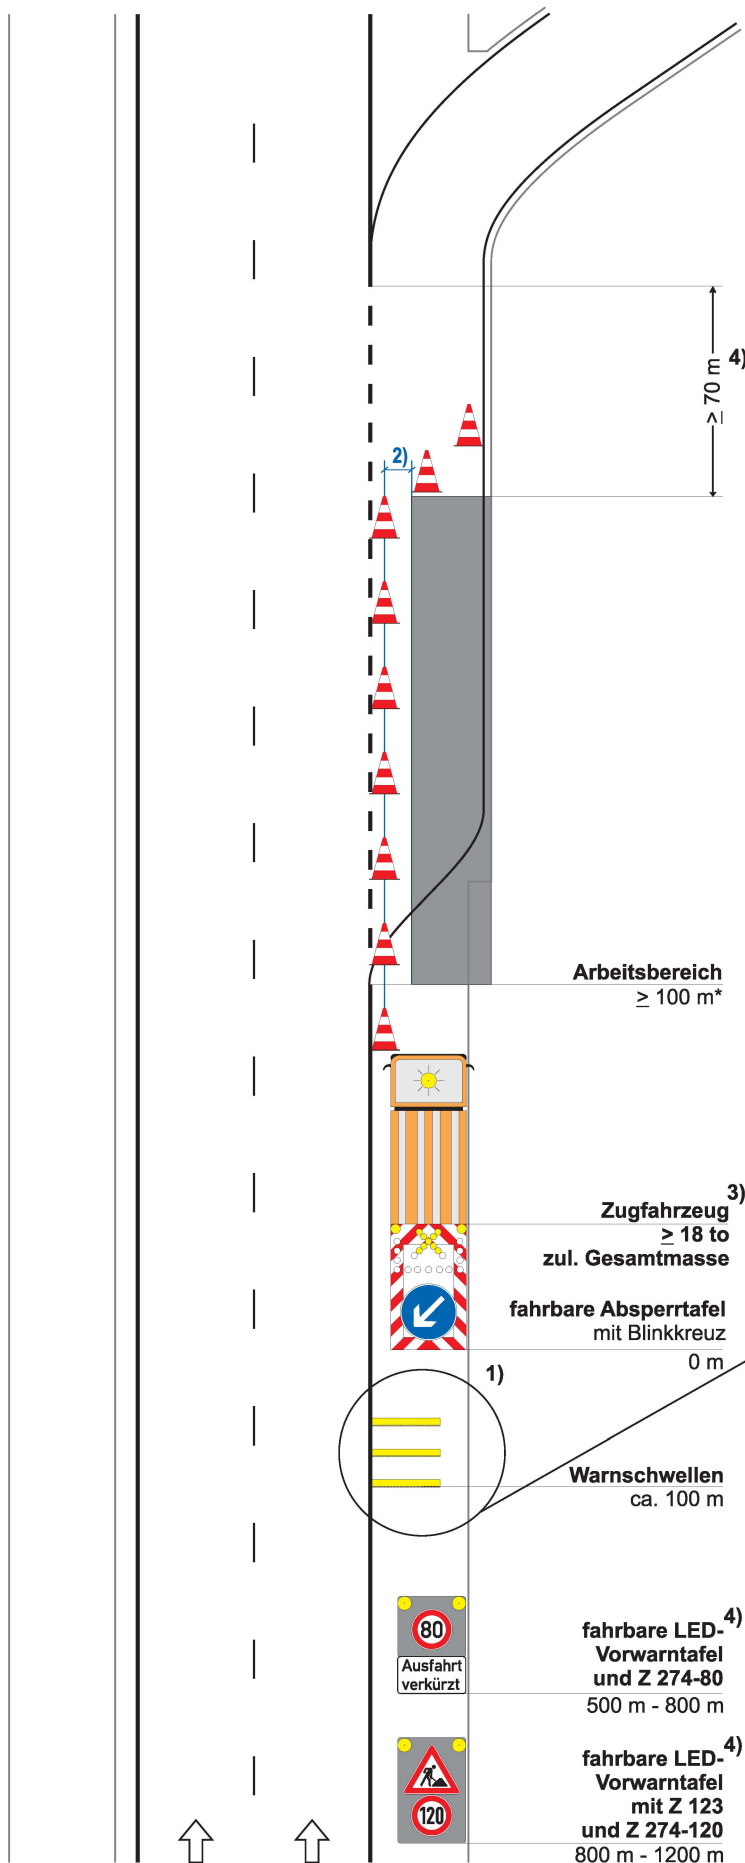 4)
≥ 70 m
2)
Arbeitsbereich
≥ 100 m*
3)
Zugfahrzeug
≥ 18 to
zul. Gesamtmasse
fahrbare Absperrtafel
mit Blinkkreuz
0 m
1)
Warnschwellen
ca. 100 m
80
Ausfahrt
verkürzt
4)
fahrbare LED-
Vorwarntafel
und Z 274-80
500 m - 800 m
120
4)
fahrbare LED-
Vorwarntafel
mit Z 123
und Z 274-120
800 m - 1200 m